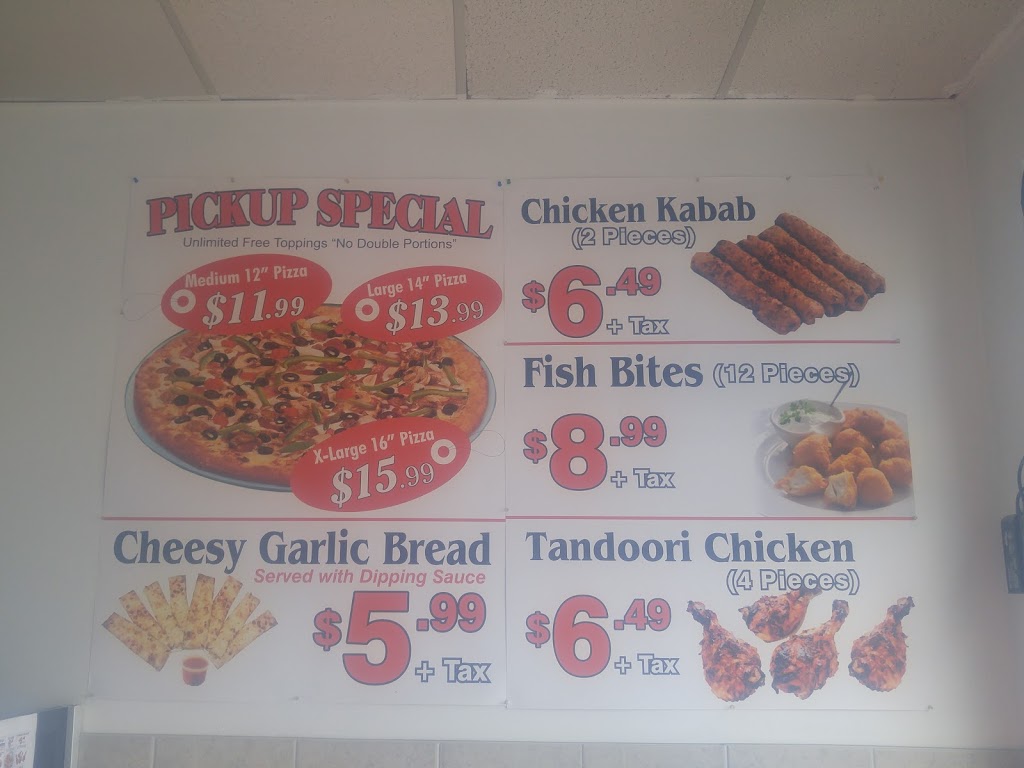 PICKUP SPECIAL
Unlimited Free Toppings "No Double Portions"
Medium 12" Pizza
$11.99
Large 14" Pizza
$13.99
X-Large 16" Pizza
$15.99
Cheesy Garlic Bread
Served with Dipping Sauce
$5.99
+ Tax
Chicken Kabab
(2 Pieces)
$6.49
+ Tax
Fish Bites (12 Pieces)
$8.99
+ Tax
Tandoori Chicken
(4 Pieces)
$6.49
+ Tax